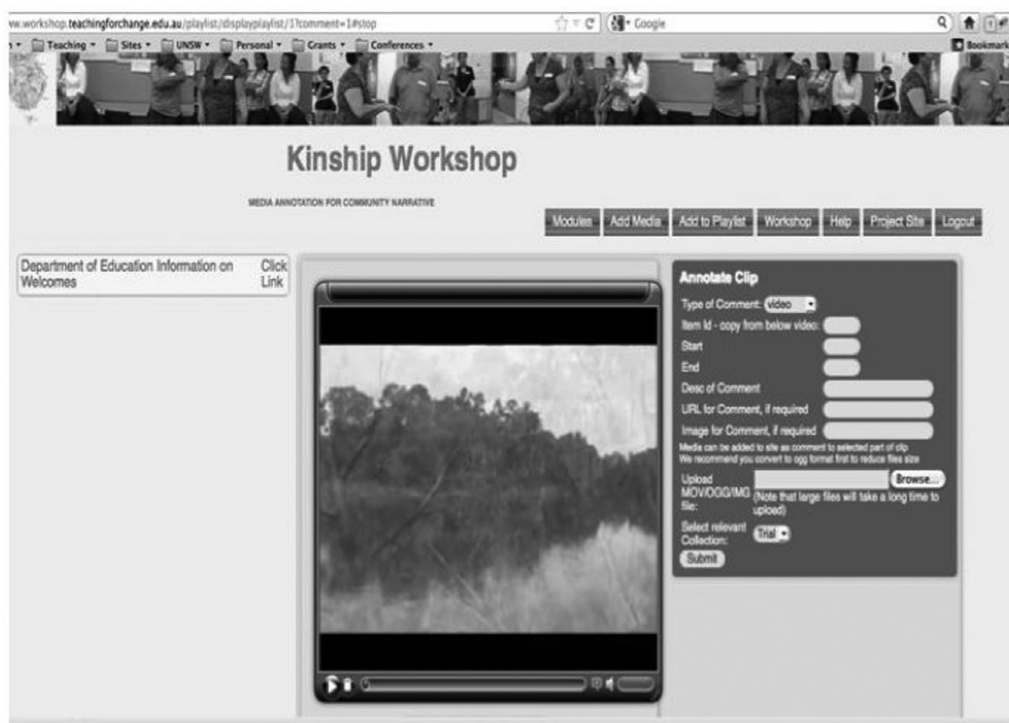 ww.workshop.teachingforchange.edu.au/playlist/displayplaylist/1?comment=1#stop
Google
Teaching
Sites
UNSW
Personal
Grants
Conferences
Bookmark
Kinship Workshop
MEDIA ANNOTATION FOR COMMUNITY NARRATIVE
Modules
Add Media
Add to Playlist
Workshop
Help
Project Site
Logout
Department of Education Information on
Welcomes
Click
Link
Annotate Clip
Type of Comment: video
Item Id - copy from below video:
Start
End
Desc of Comment
URL for Comment, if required
Image for Comment, if required
Media can be added to site as comment to selected part of clip
We recommend you convert to ogg format first to reduce files size
Upload
MOV/OGG/IMG
file:
Browse...
(Note that large files will take a long time to
upload)
Select relevant
Collection:
Trial
Submit